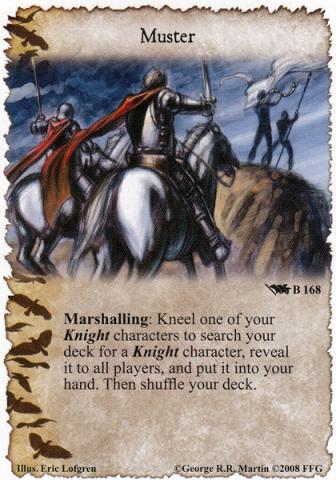 Muster
B 168
Marshalling: Kneel one of your
Knight characters to search your
deck for a Knight character, reveal
it to all players, and put it into your
hand. Then shuffle your deck.
Illus. Eric Lofgren ©George R.R. Martin ©2008 FFG